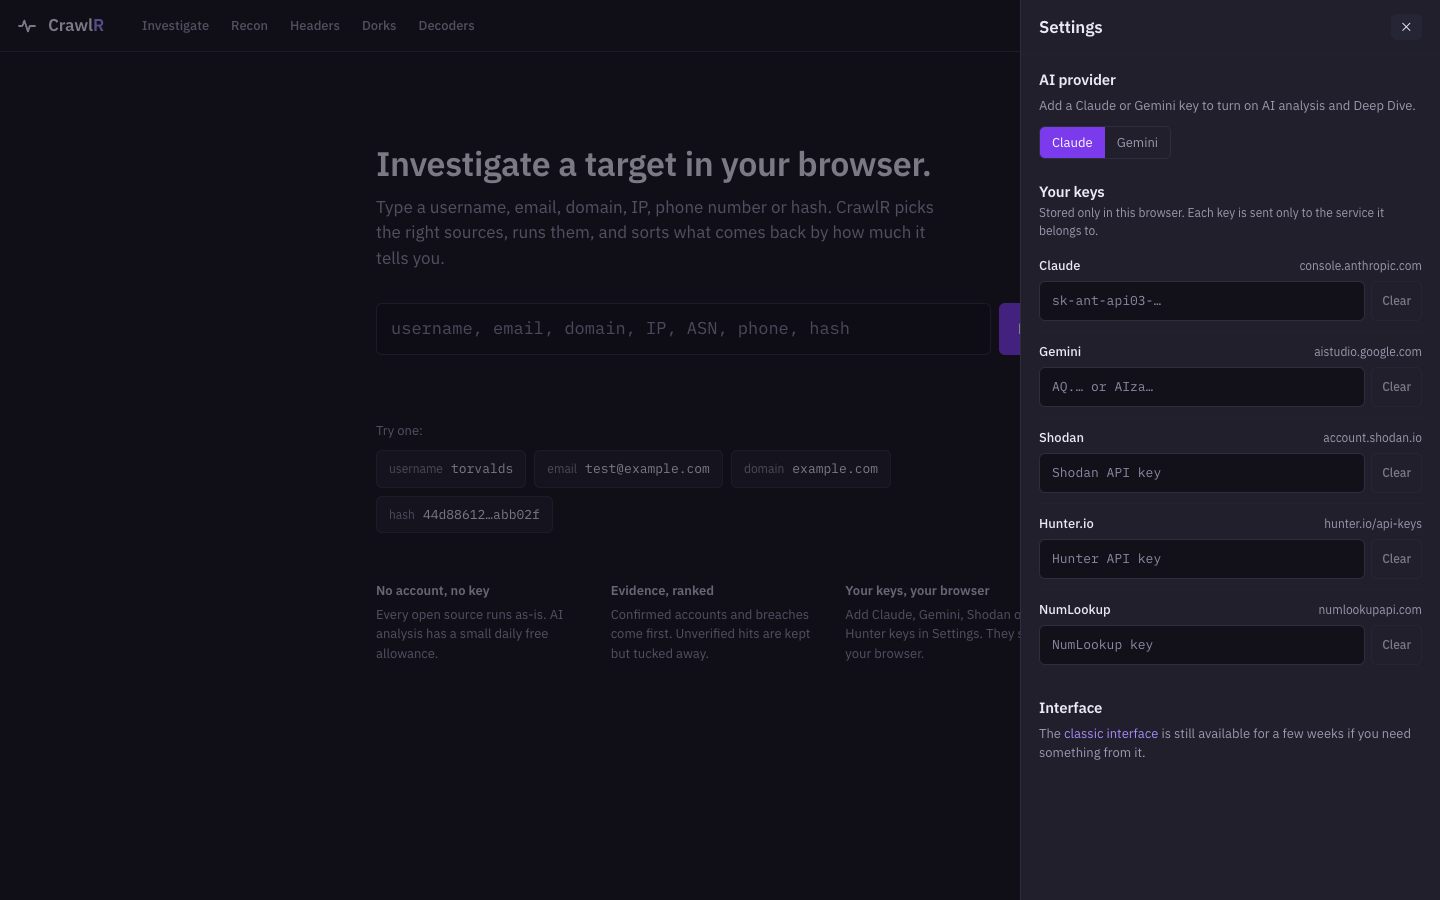 CrawlR
Investigate Recon Headers Dorks Decoders
Investigate a target in your browser.
Type a username, email, domain, IP, phone number or hash. CrawlR picks
the right sources, runs them, and sorts what comes back by how much it
tells you.
username, email, domain, IP, ASN, phone, hash
Try one:
username torvalds
email test@example.com
domain example.com
hash 44d88612…abb02f
No account, no key
Every open source runs as-is. AI
analysis has a small daily free
allowance.
Evidence, ranked
Confirmed accounts and breaches
come first. Unverified hits are kept
but tucked away.
Your keys, your browser
Add Claude, Gemini, Shodan
Hunter keys in Settings. They
your browser.
Settings
AI provider
Add a Claude or Gemini key to turn on AI analysis and Deep Dive.
Claude Gemini
Your keys
Stored only in this browser. Each key is sent only to the service it
belongs to.
Claude console.anthropic.com
sk-ant-api03-… Clear
Gemini aistudio.google.com
AQ.… or AIza… Clear
Shodan account.shodan.io
Shodan API key Clear
Hunter.io hunter.io/api-keys
Hunter API key Clear
NumLookup numlookupapi.com
NumLookup key Clear
Interface
The classic interface is still available for a few weeks if you need
something from it.